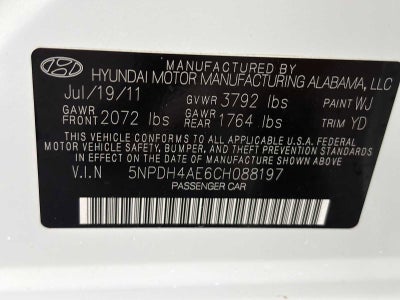 HYUNDAI MOTOR MANUFACTURING ALABAMA, LLC
Jul/19/11 GVWR 3792 lbs PAINT WJ
GAWR FRONT 2072 lbs GAWR REAR 1764 lbs TRIM YD
THIS VEHICLE CONFORMS TO ALL APPLICABLE U.S.A. FEDERAL
MOTOR VEHICLE SAFETY, BUMPER, AND THEFT PREVENTION STANDARDS
IN EFFECT ON THE DATE OF MANUFACTURE SHOWN ABOVE
V.I.N 5NPDH4AE6CH088197
PASSENGER CAR